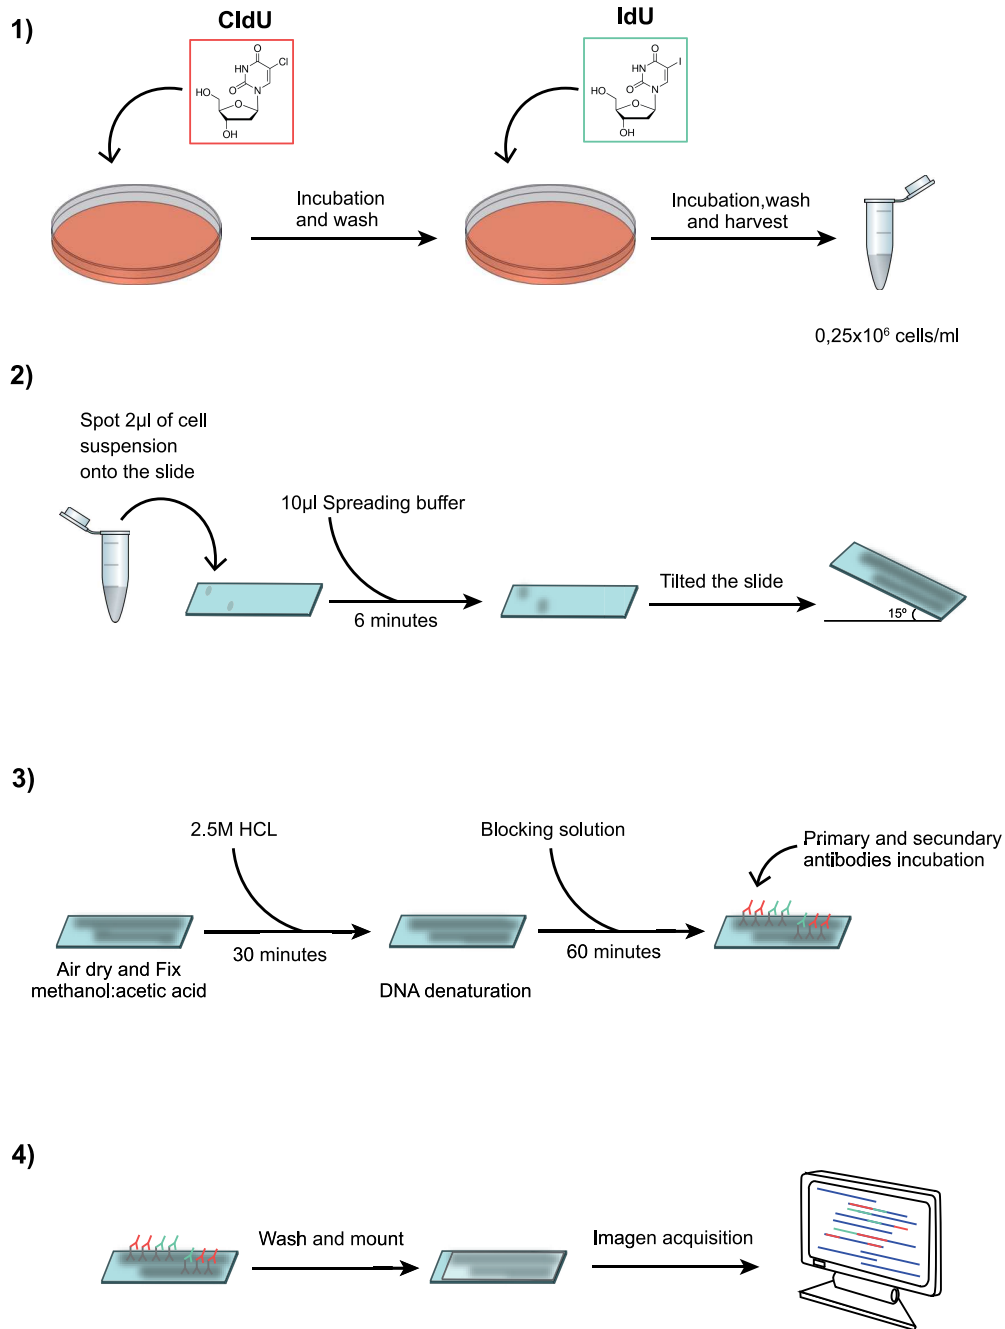 1)
CldU
IdU
O
Cl
HN
O
N
HO
O
OH
O
I
HN
O
N
HO
O
OH
Incubation
and wash
Incubation,wash
and harvest
0,25x10⁶ cells/ml
2)
Spot 2µl of cell
suspension
onto the slide
10µl Spreading buffer
6 minutes
Tilted the slide
15º
3)
2.5M HCL
Blocking solution
Primary and secundary
antibodies incubation
30 minutes
60 minutes
Air dry and Fix
methanol:acetic acid
DNA denaturation
4)
Wash and mount
Imagen acquisition